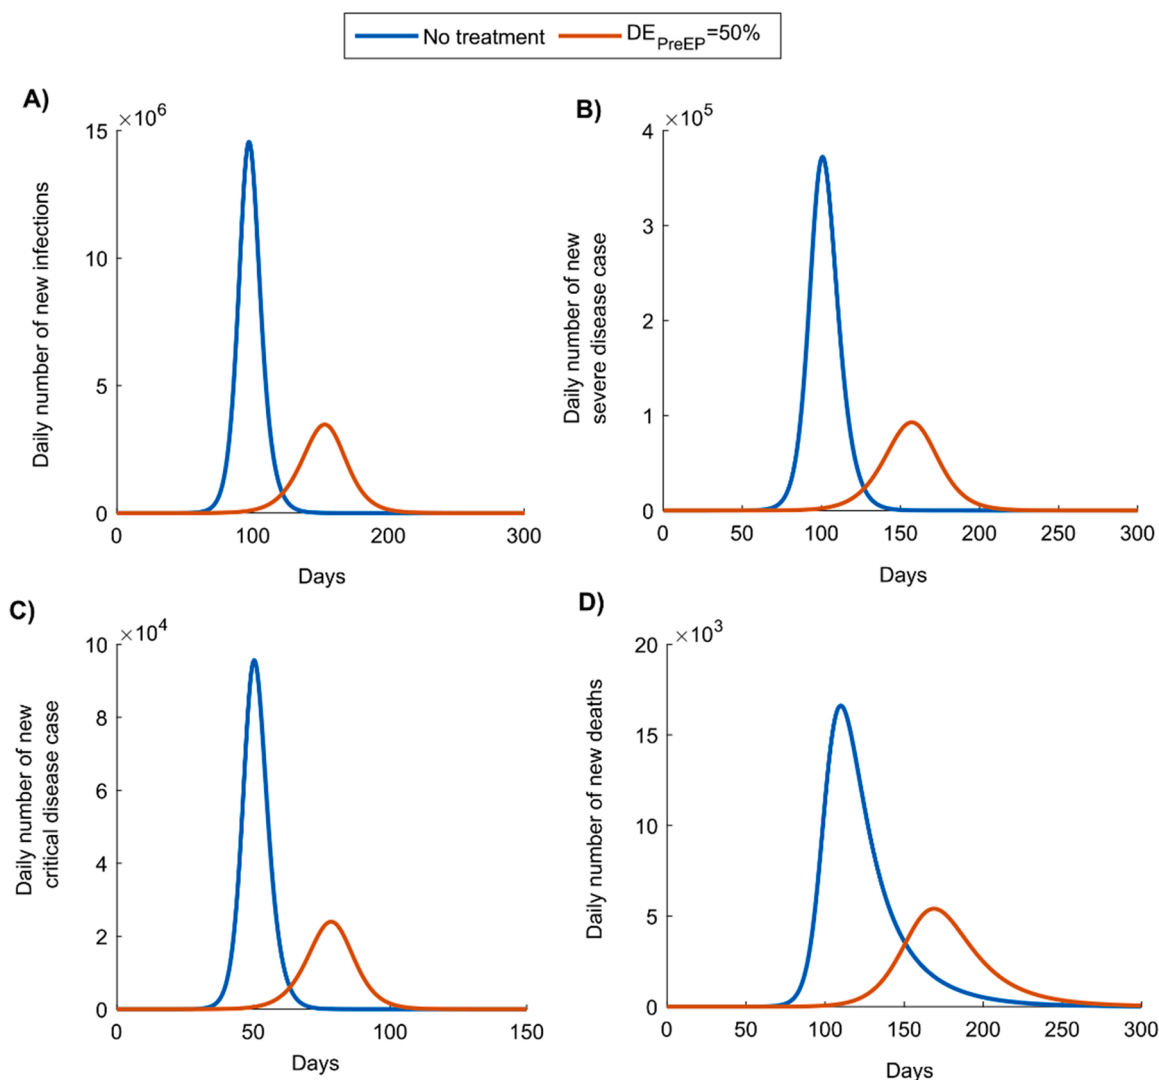 No treatment DE_PreEP=50%
A)
×10^6
15
10
5
0
0 100 200 300
Daily number of new infections
Days
B)
×10^5
4
3
2
1
0
0 50 100 150 200 250 300
Daily number of new
severe disease case
Days
C)
×10^4
10
8
6
4
2
0
0 50 100 150
Daily number of new
critical disease case
Days
D)
×10^3
20
15
10
5
0
0 50 100 150 200 250 300
Daily number of new deaths
Days